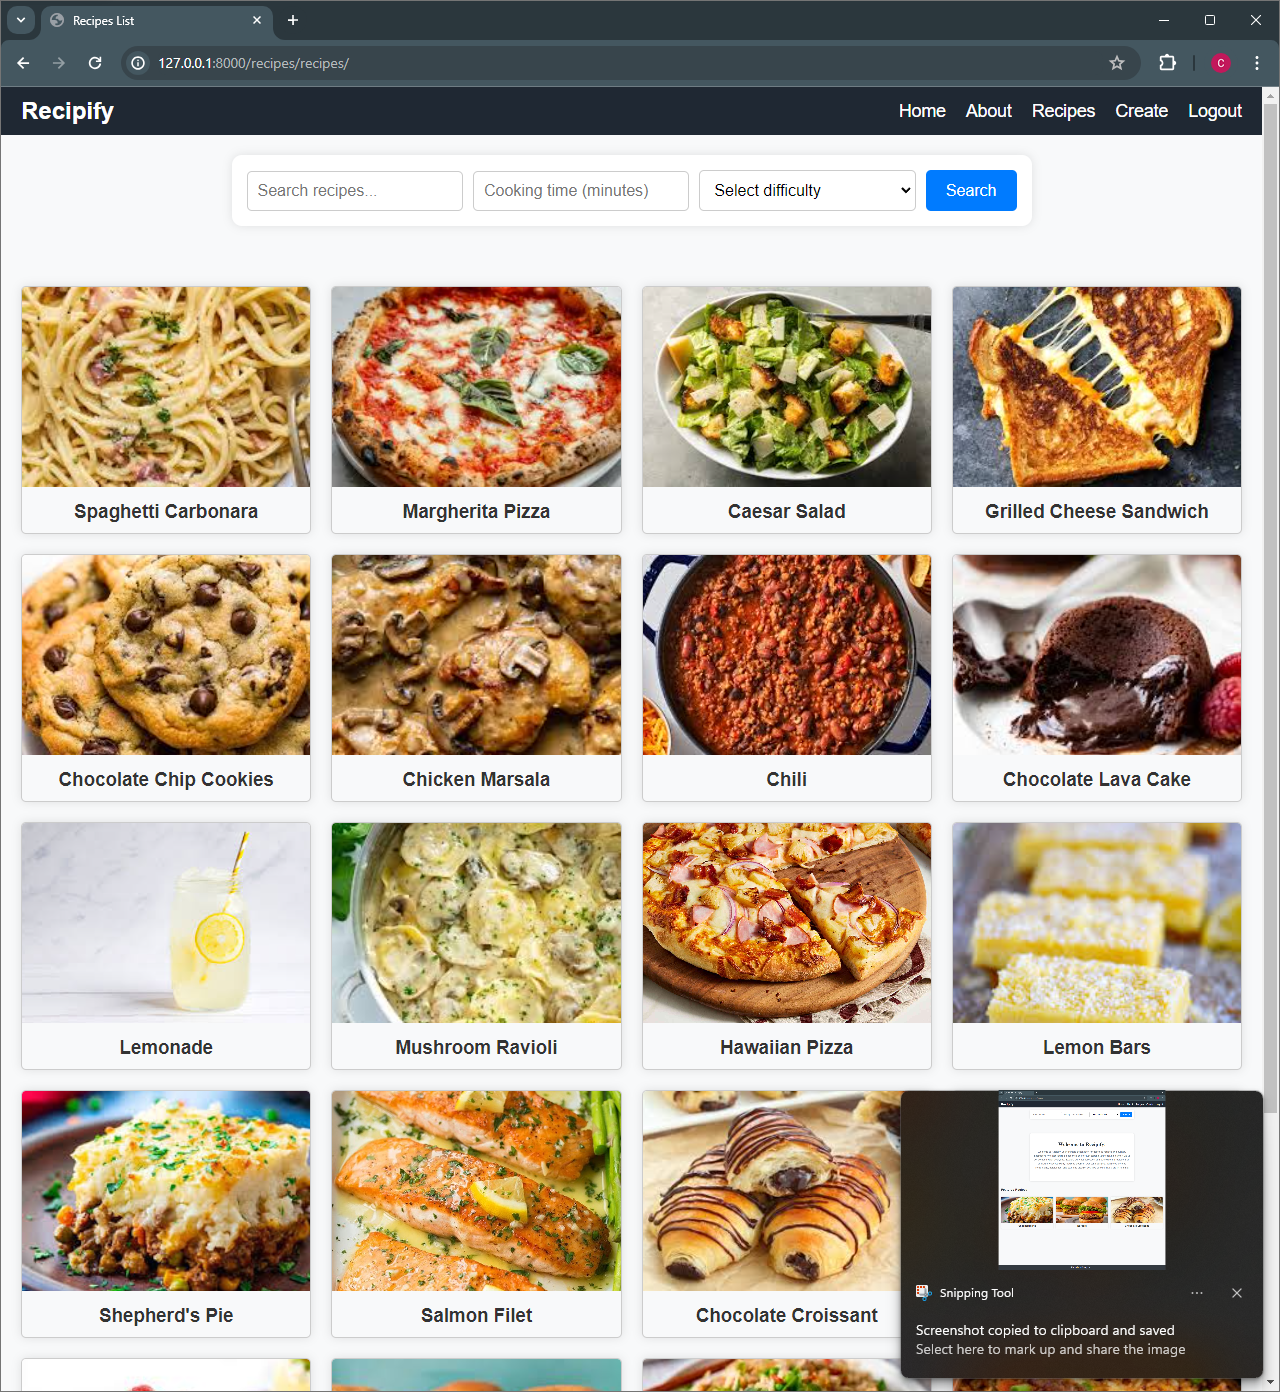 Recipes List
127.0.0.1:8000/recipes/recipes/
C
Recipify
Home About Recipes Create Logout
Search recipes...
Cooking time (minutes)
Select difficulty
Search
Spaghetti Carbonara
Margherita Pizza
Caesar Salad
Grilled Cheese Sandwich
Chocolate Chip Cookies
Chicken Marsala
Chili
Chocolate Lava Cake
Lemonade
Mushroom Ravioli
Hawaiian Pizza
Lemon Bars
Shepherd's Pie
Salmon Filet
Chocolate Croissant
Welcome to Recipify
Snipping Tool
Screenshot copied to clipboard and saved
Select here to mark up and share the image